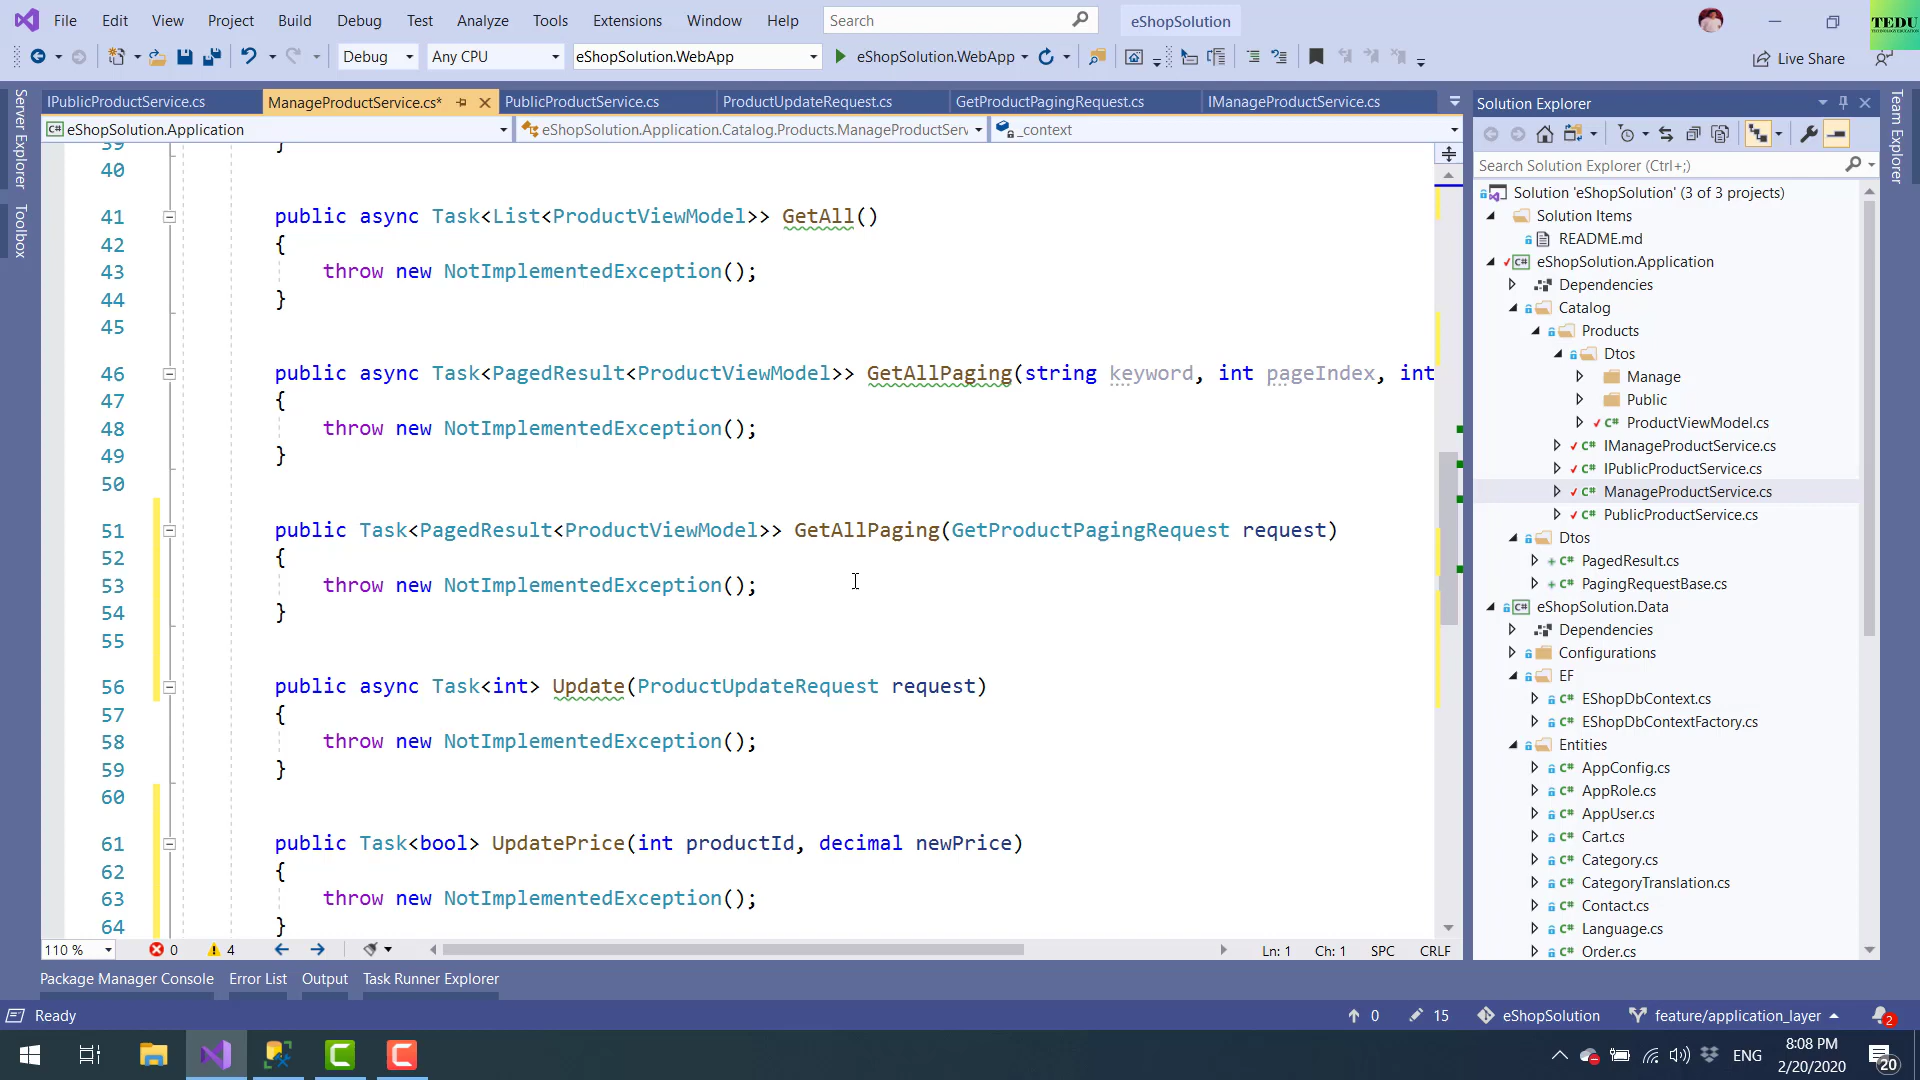 File Edit View Project Build Debug Test Analyze Tools Extensions Window Help Search eShopSolution
TEDU
Debug Any CPU eShopSolution.WebApp eShopSolution.WebApp Live Share
Server Explorer
Toolbox
IPublicProductService.cs ManageProductService.cs* PublicProductService.cs ProductUpdateRequest.cs GetProductPagingRequest.cs IManageProductService.cs
eShopSolution.Application eShopSolution.Application.Catalog.Products.ManageProductServ _context
39 }
40
41 public async Task<List<ProductViewModel>> GetAll()
42 {
43 throw new NotImplementedException();
44 }
45
46 public async Task<PagedResult<ProductViewModel>> GetAllPaging(string keyword, int pageIndex, int
47 {
48 throw new NotImplementedException();
49 }
50
51 public Task<PagedResult<ProductViewModel>> GetAllPaging(GetProductPagingRequest request)
52 {
53 throw new NotImplementedException();
54 }
55
56 public async Task<int> Update(ProductUpdateRequest request)
57 {
58 throw new NotImplementedException();
59 }
60
61 public Task<bool> UpdatePrice(int productId, decimal newPrice)
62 {
63 throw new NotImplementedException();
64 }
110 % 0 4 Ln: 1 Ch: 1 SPC CRLF
Solution Explorer
Search Solution Explorer (Ctrl+;)
Solution 'eShopSolution' (3 of 3 projects)
Solution Items
README.md
eShopSolution.Application
Dependencies
Catalog
Products
Dtos
Manage
Public
ProductViewModel.cs
IManageProductService.cs
IPublicProductService.cs
ManageProductService.cs
PublicProductService.cs
Dtos
PagedResult.cs
PagingRequestBase.cs
eShopSolution.Data
Dependencies
Configurations
EF
EShopDbContext.cs
EShopDbContextFactory.cs
Entities
AppConfig.cs
AppRole.cs
AppUser.cs
Cart.cs
Category.cs
CategoryTranslation.cs
Contact.cs
Language.cs
Order.cs
Team Explorer
Package Manager Console Error List Output Task Runner Explorer
Ready 0 15 eShopSolution feature/application_layer 2
ENG 8:08 PM 20
2/20/2020